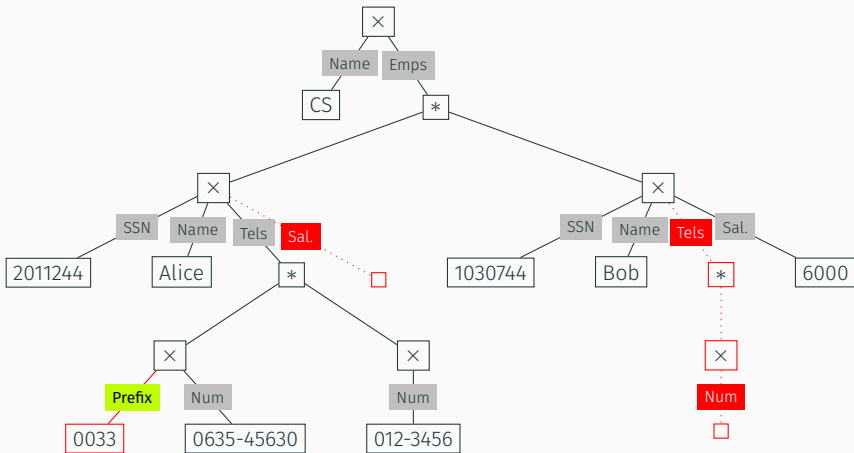 ×
Name Emps
CS *
× ×
SSN Name Tels Sal. SSN Name Tels Sal.
2011244 Alice * 1030744 Bob * 6000
× × ×
Prefix Num Num Num
0033 0635-45630 012-3456